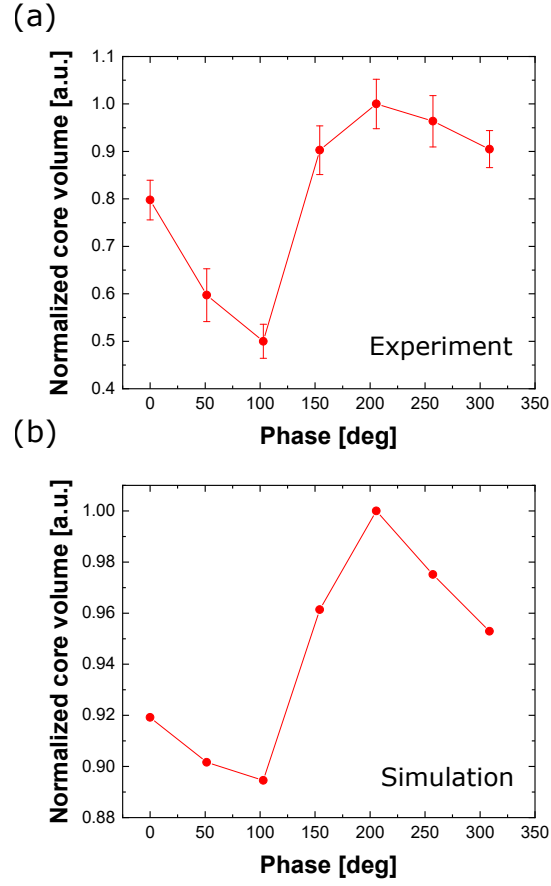 (a)
Normalized core volume [a.u.]
1.1
1.0
0.9
0.8
0.7
0.6
0.5
0.4
Experiment
0 50 100 150 200 250 300 350
Phase [deg]
(b)
Normalized core volume [a.u.]
1.00
0.98
0.96
0.94
0.92
0.90
0.88
Simulation
0 50 100 150 200 250 300 350
Phase [deg]